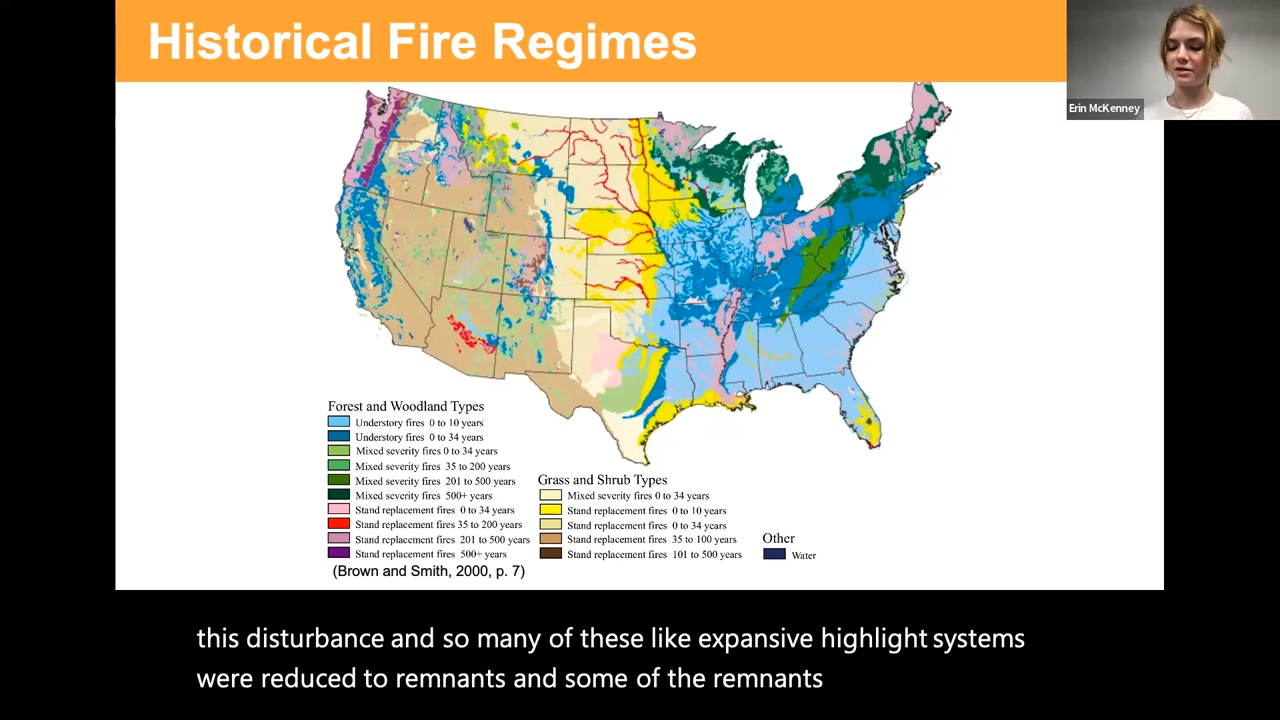 Historical Fire Regimes
Erin McKenney
Forest and Woodland Types
Understory fires 0 to 10 years
Understory fires 0 to 34 years
Mixed severity fires 0 to 34 years
Mixed severity fires 35 to 200 years
Mixed severity fires 201 to 500 years
Mixed severity fires 500+ years
Stand replacement fires 0 to 34 years
Stand replacement fires 35 to 200 years
Stand replacement fires 201 to 500 years
Stand replacement fires 500+ years
(Brown and Smith, 2000, p. 7)
Grass and Shrub Types
Mixed severity fires 0 to 34 years
Stand replacement fires 0 to 10 years
Stand replacement fires 0 to 34 years
Stand replacement fires 35 to 100 years
Stand replacement fires 101 to 500 years
Other
Water
this disturbance and so many of these like expansive highlight systems
were reduced to remnants and some of the remnants